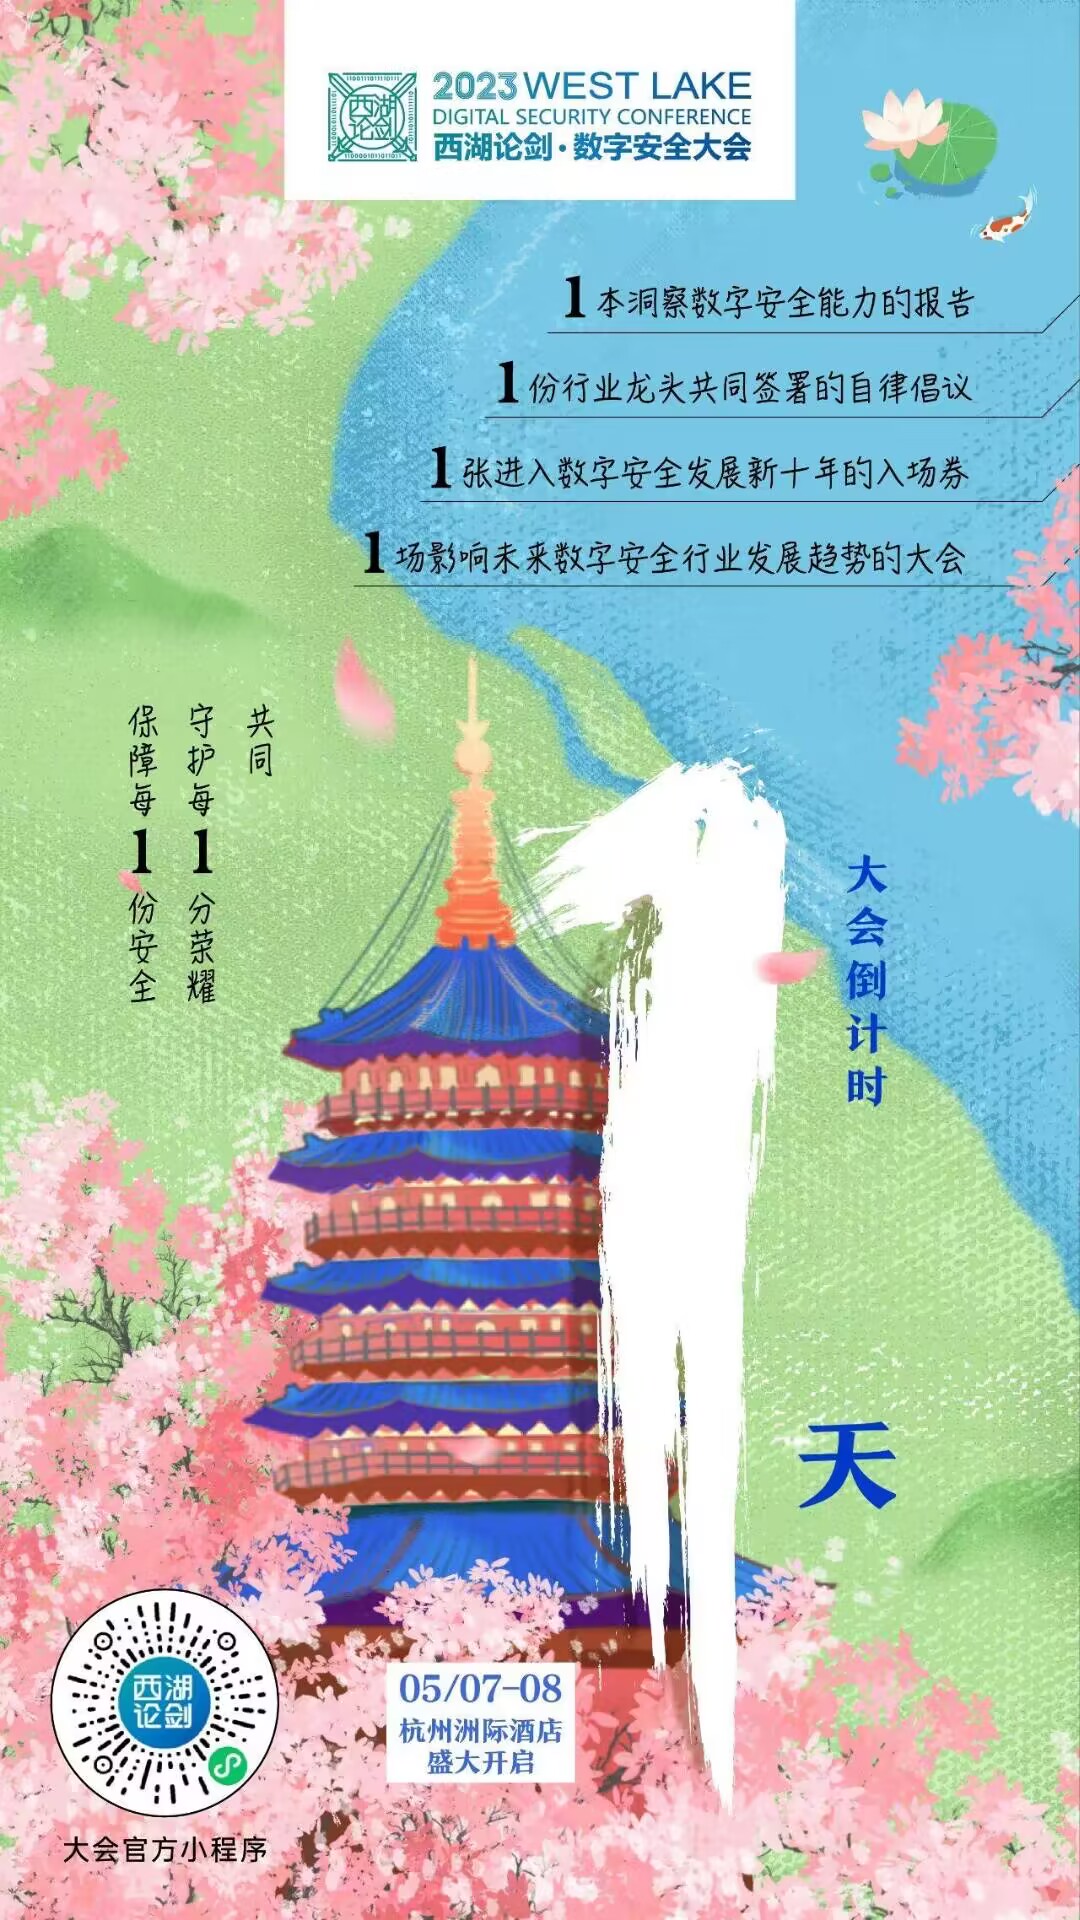 西湖
论剑
2023 WEST LAKE
DIGITAL SECURITY CONFERENCE
西湖论剑·数字安全大会
1本洞察数字安全能力的报告
1份行业龙头共同签署的自律倡议
1张进入数字安全发展新十年的入场券
1场影响未来数字安全行业发展趋势的大会
共同
守护每1分荣耀
保障每1份安全
大会倒计时
1
天
西湖
论剑
大会官方小程序
05/07-08
杭州洲际酒店
盛大开启